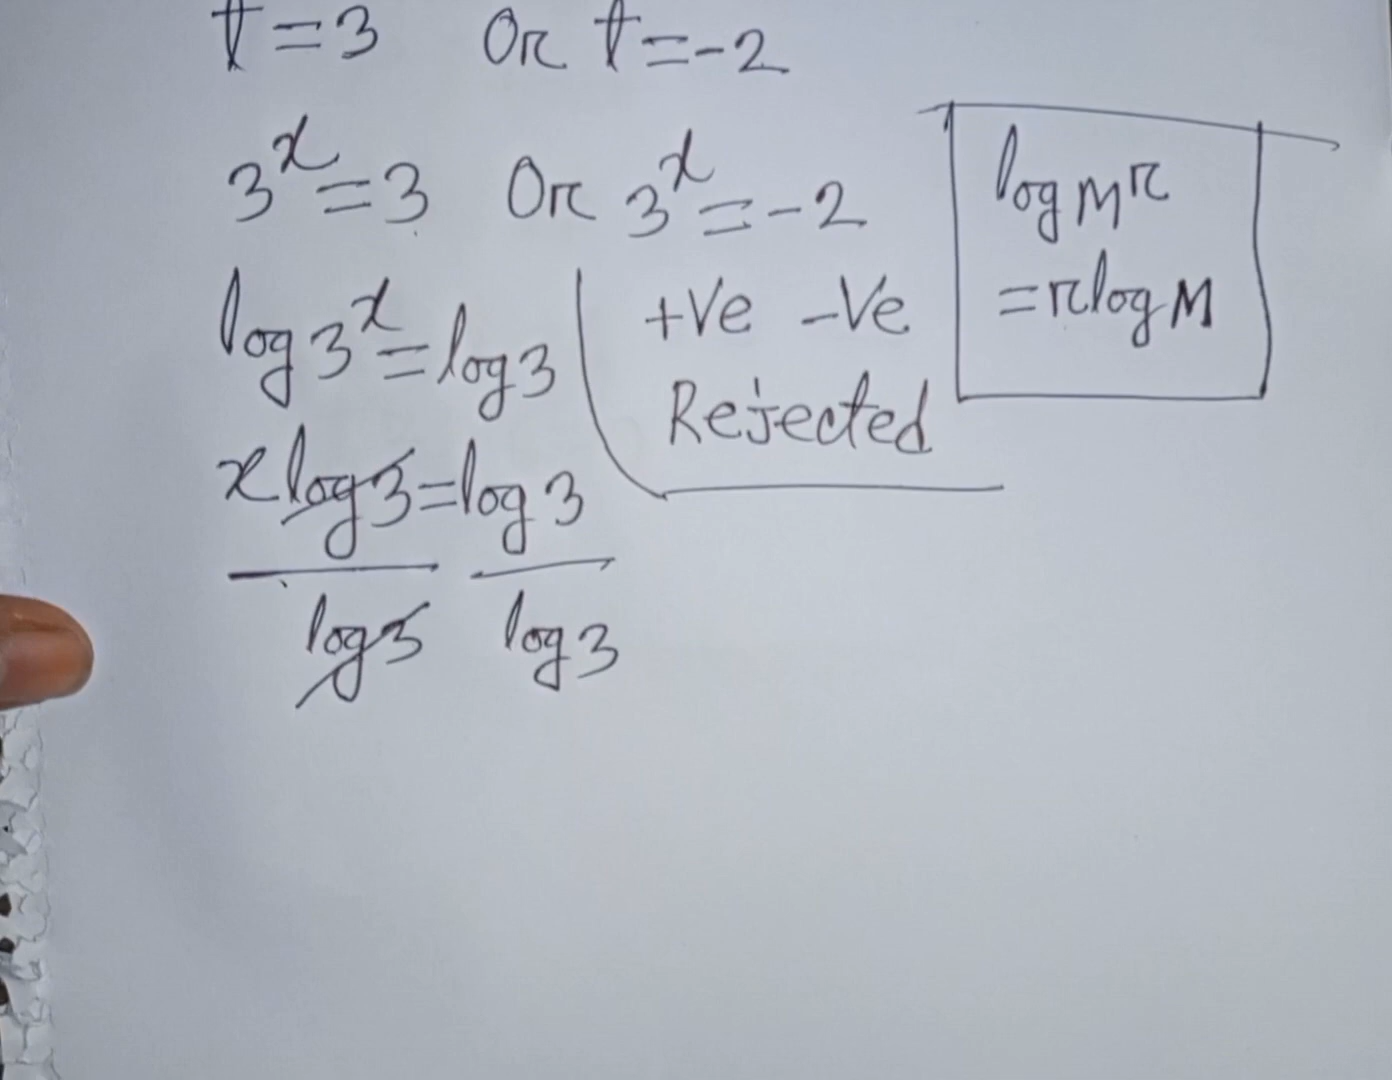 t=3 Or t=-2
3^x=3 Or 3^x=-2
log 3^x=log 3
+Ve -Ve
Rejected
x log 3=log 3
log 3 log 3
log M^r
=r log M